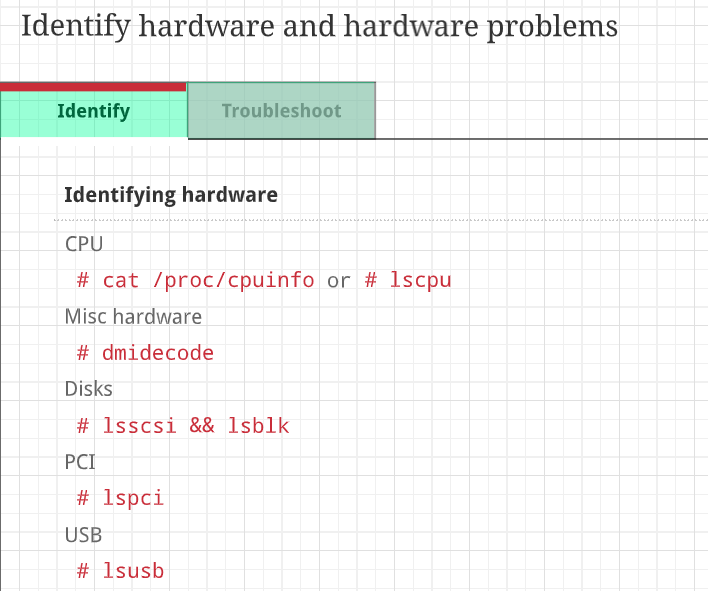 Identify hardware and hardware problems
Identify Troubleshoot
Identifying hardware
CPU
# cat /proc/cpuinfo or # lscpu
Misc hardware
# dmidecode
Disks
# lsscsi && lsblk
PCI
# lspci
USB
# lsusb